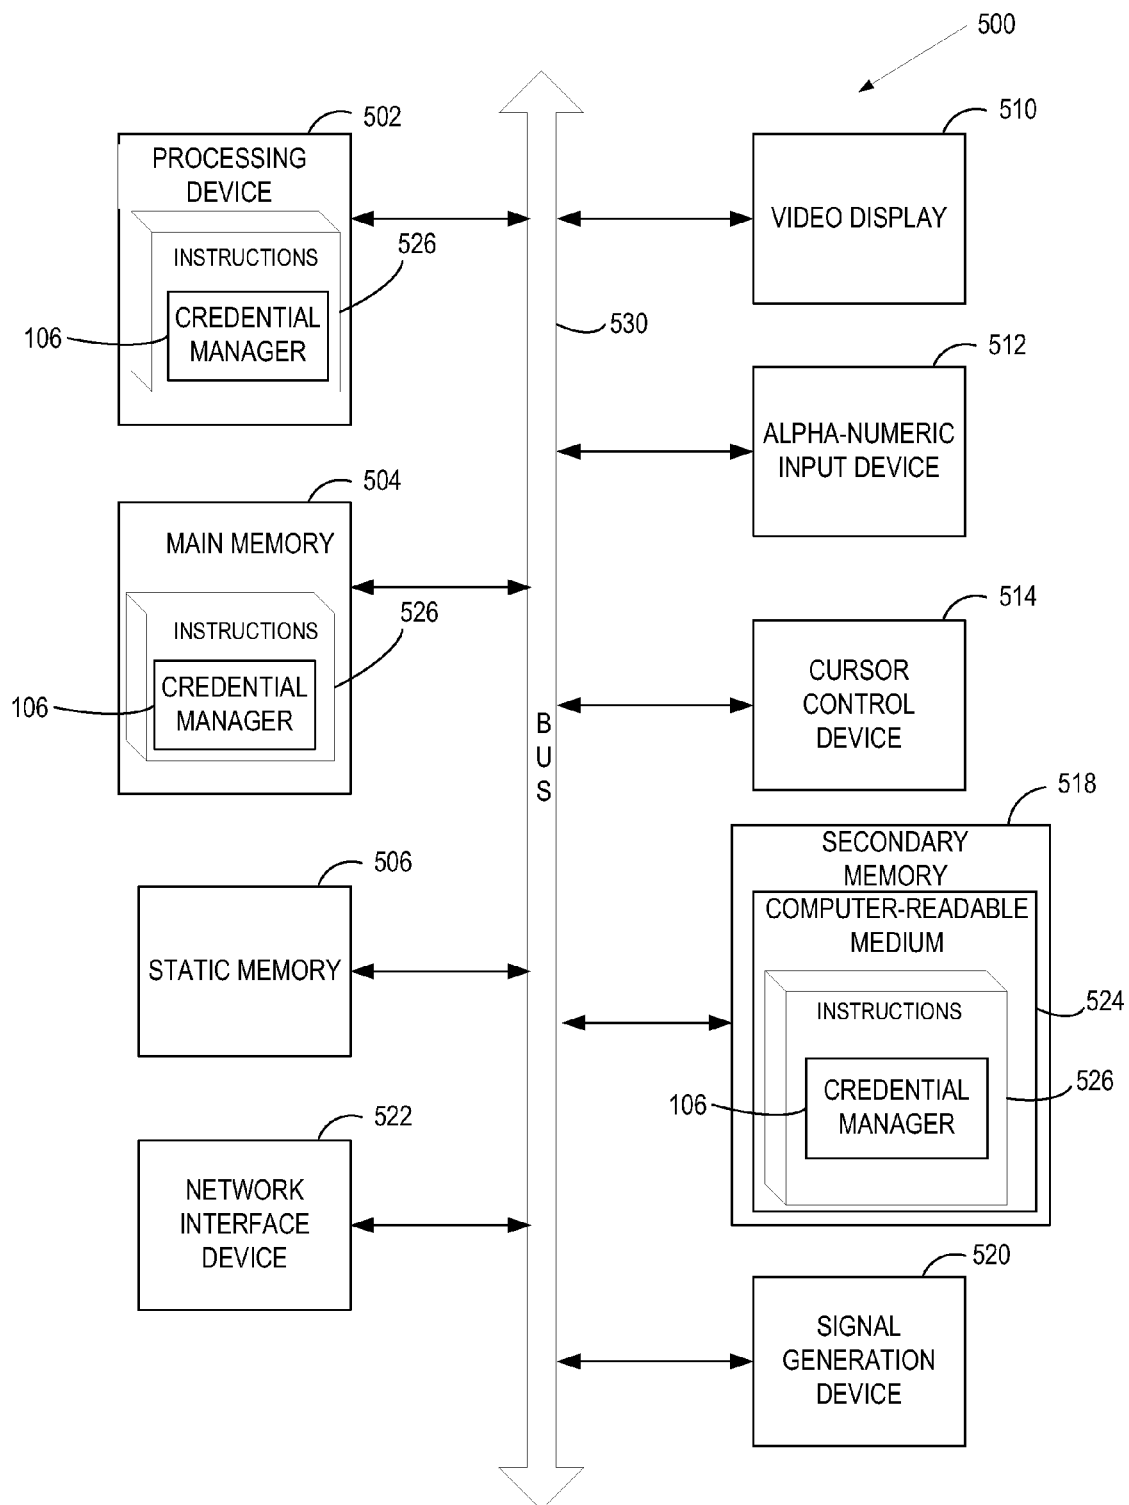 500
502
PROCESSING
DEVICE
INSTRUCTIONS
526
CREDENTIAL
MANAGER
106
510
VIDEO DISPLAY
530
512
ALPHA-NUMERIC
INPUT DEVICE
504
MAIN MEMORY
INSTRUCTIONS
526
CREDENTIAL
MANAGER
106
514
CURSOR
CONTROL
DEVICE
BUS
518
SECONDARY
MEMORY
COMPUTER-READABLE
MEDIUM
INSTRUCTIONS
524
CREDENTIAL
MANAGER
526
106
506
STATIC MEMORY
522
NETWORK
INTERFACE
DEVICE
520
SIGNAL
GENERATION
DEVICE